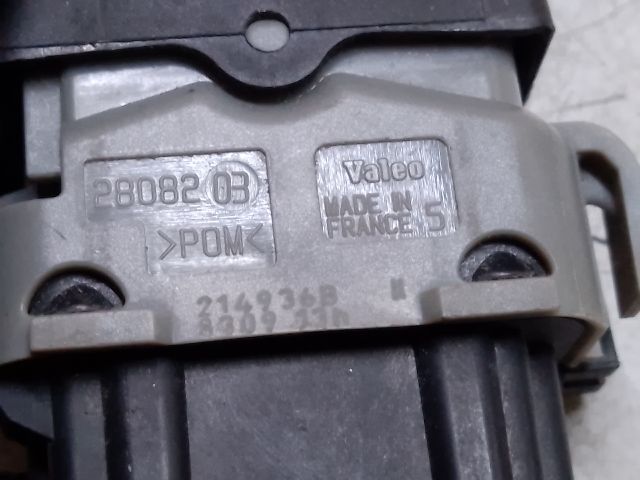 28082 03
>POM<
Valeo
MADE IN
FRANCE 5
214936B K